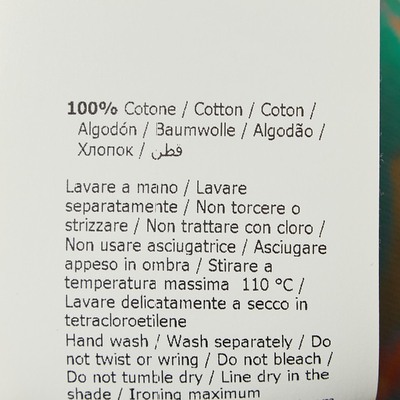 100% Cotone / Cotton / Coton /
Algodón / Baumwolle / Algodão /
Хлопок / قطن
Lavare a mano / Lavare
separatamente / Non torcere o
strizzare / Non trattare con cloro /
Non usare asciugatrice / Asciugare
appeso in ombra / Stirare a
temperatura massima 110 °C /
Lavare delicatamente a secco in
tetracloroetilene
Hand wash / Wash separately / Do
not twist or wring / Do not bleach /
Do not tumble dry / Line dry in the
shade / Ironing maximum